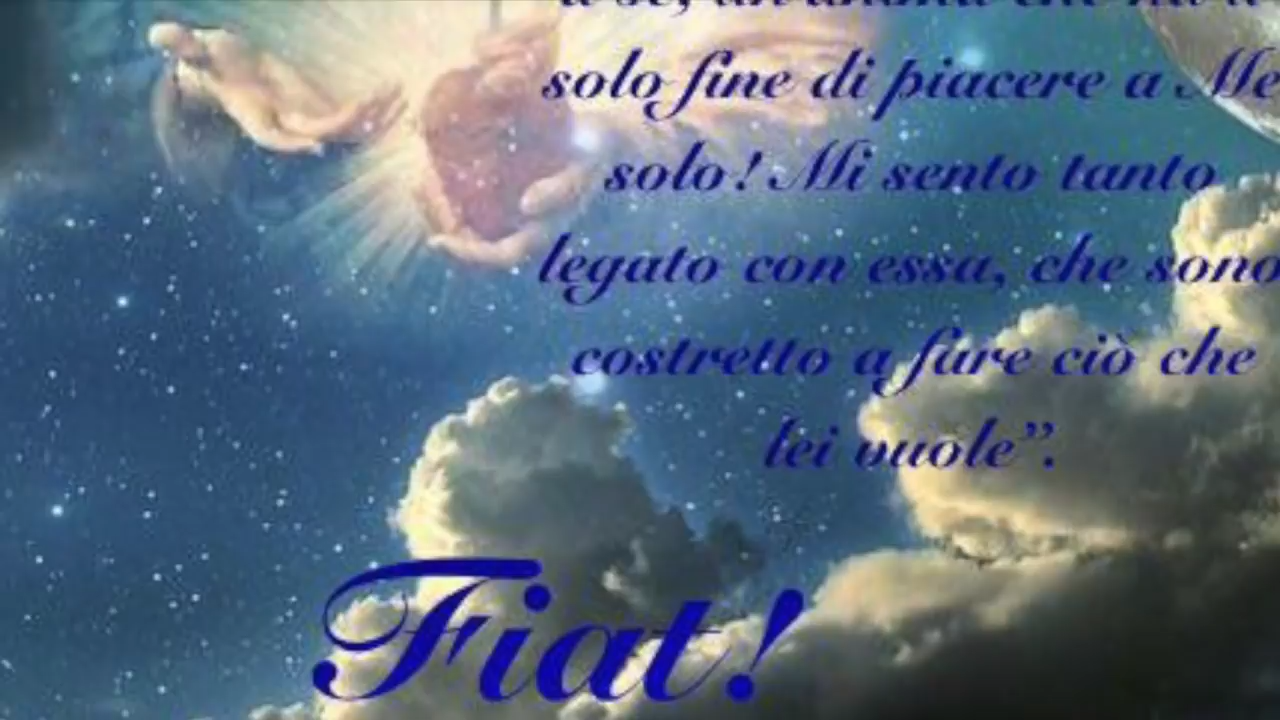 solo fine di piacere a Me
solo! Mi sento tanto
legato con essa, che sono
costretto a fare ciò che
lei vuole”.
Fiat!